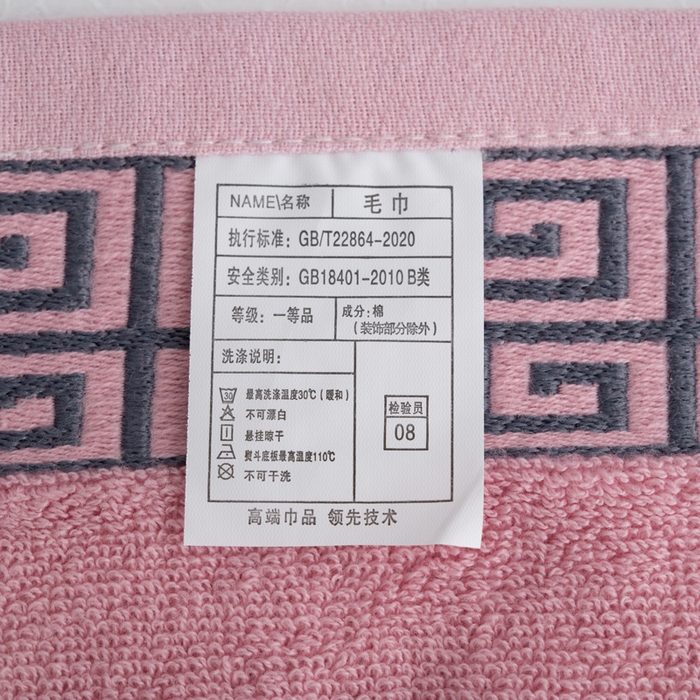 NAME\名称 毛巾
执行标准: GB/T22864-2020
安全类别: GB18401-2010 B类
等级: 一等品
成分: 棉
(装饰部分除外)
洗涤说明:
30 最高洗涤温度30℃(缓和)
不可漂白
悬挂晾干
熨斗底板最高温度110℃
不可干洗
检验员
08
高端巾品 领先技术